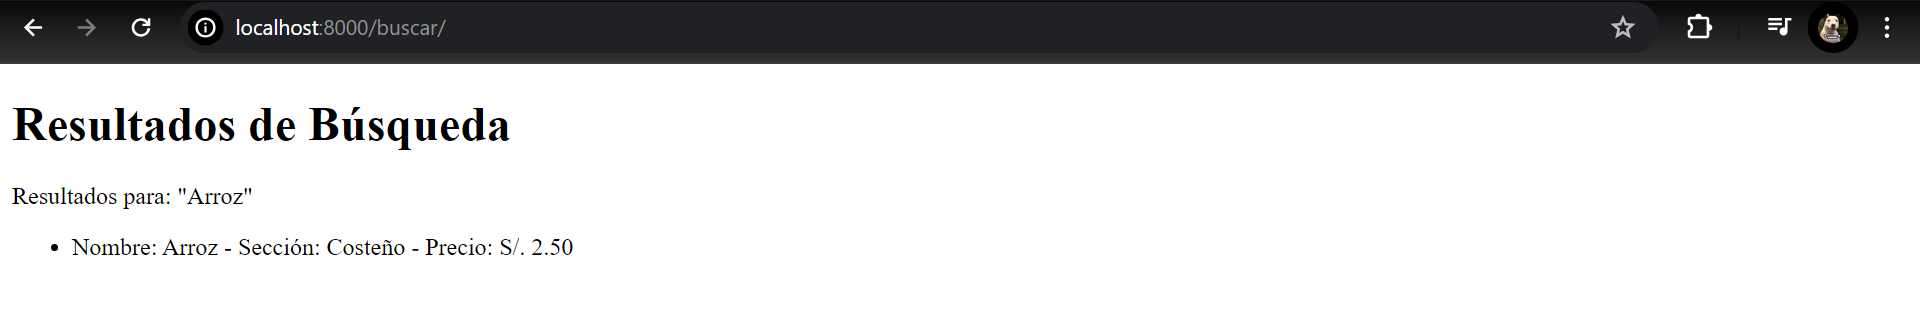 localhost:8000/buscar/
Resultados de Búsqueda
Resultados para: "Arroz"
Nombre: Arroz - Sección: Costeño - Precio: S/. 2.50